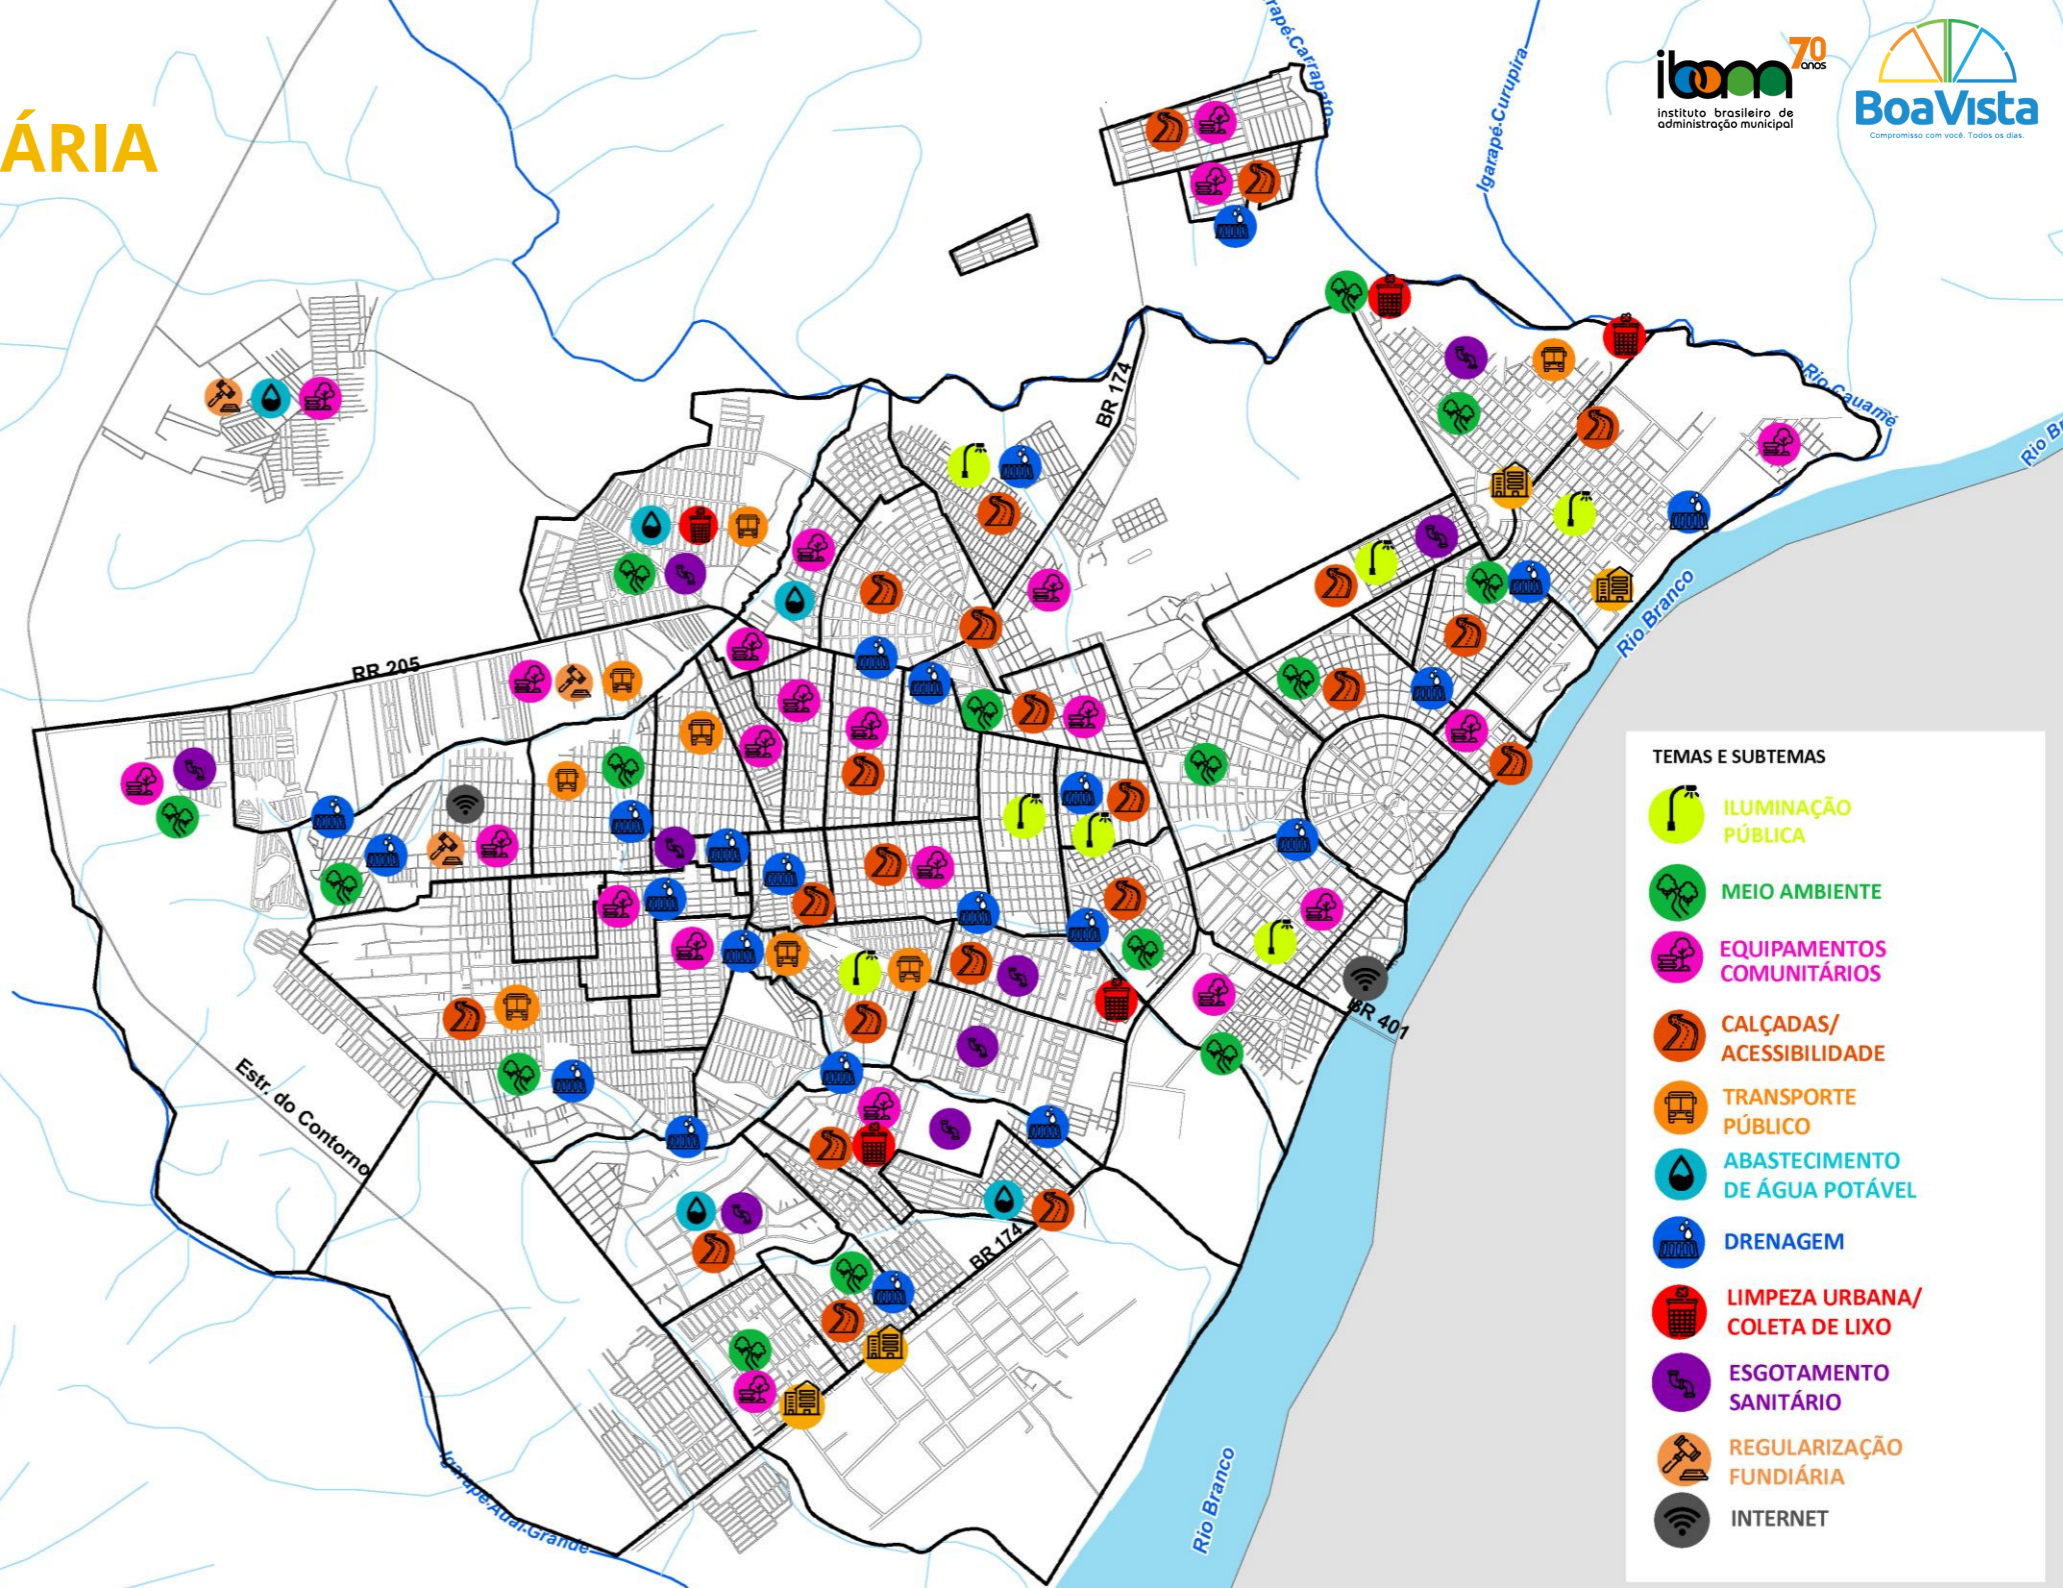 ÁRIA
ibam 70 anos
instituto brasileiro de
administração municipal
BoaVista
Compromisso com você. Todos os dias.
Igarapé Curupira
Rio Cauamé
BR 174
RR 205
Rio Branco
BR 401
Estr. do Contorno
BR 174
Igarapé Auai Grande
Rio Branco
TEMAS E SUBTEMAS
ILUMINAÇÃO
PÚBLICA
MEIO AMBIENTE
EQUIPAMENTOS
COMUNITÁRIOS
CALÇADAS/
ACESSIBILIDADE
TRANSPORTE
PÚBLICO
ABASTECIMENTO
DE ÁGUA POTÁVEL
DRENAGEM
LIMPEZA URBANA/
COLETA DE LIXO
ESGOTAMENTO
SANITÁRIO
REGULARIZAÇÃO
FUNDIÁRIA
INTERNET